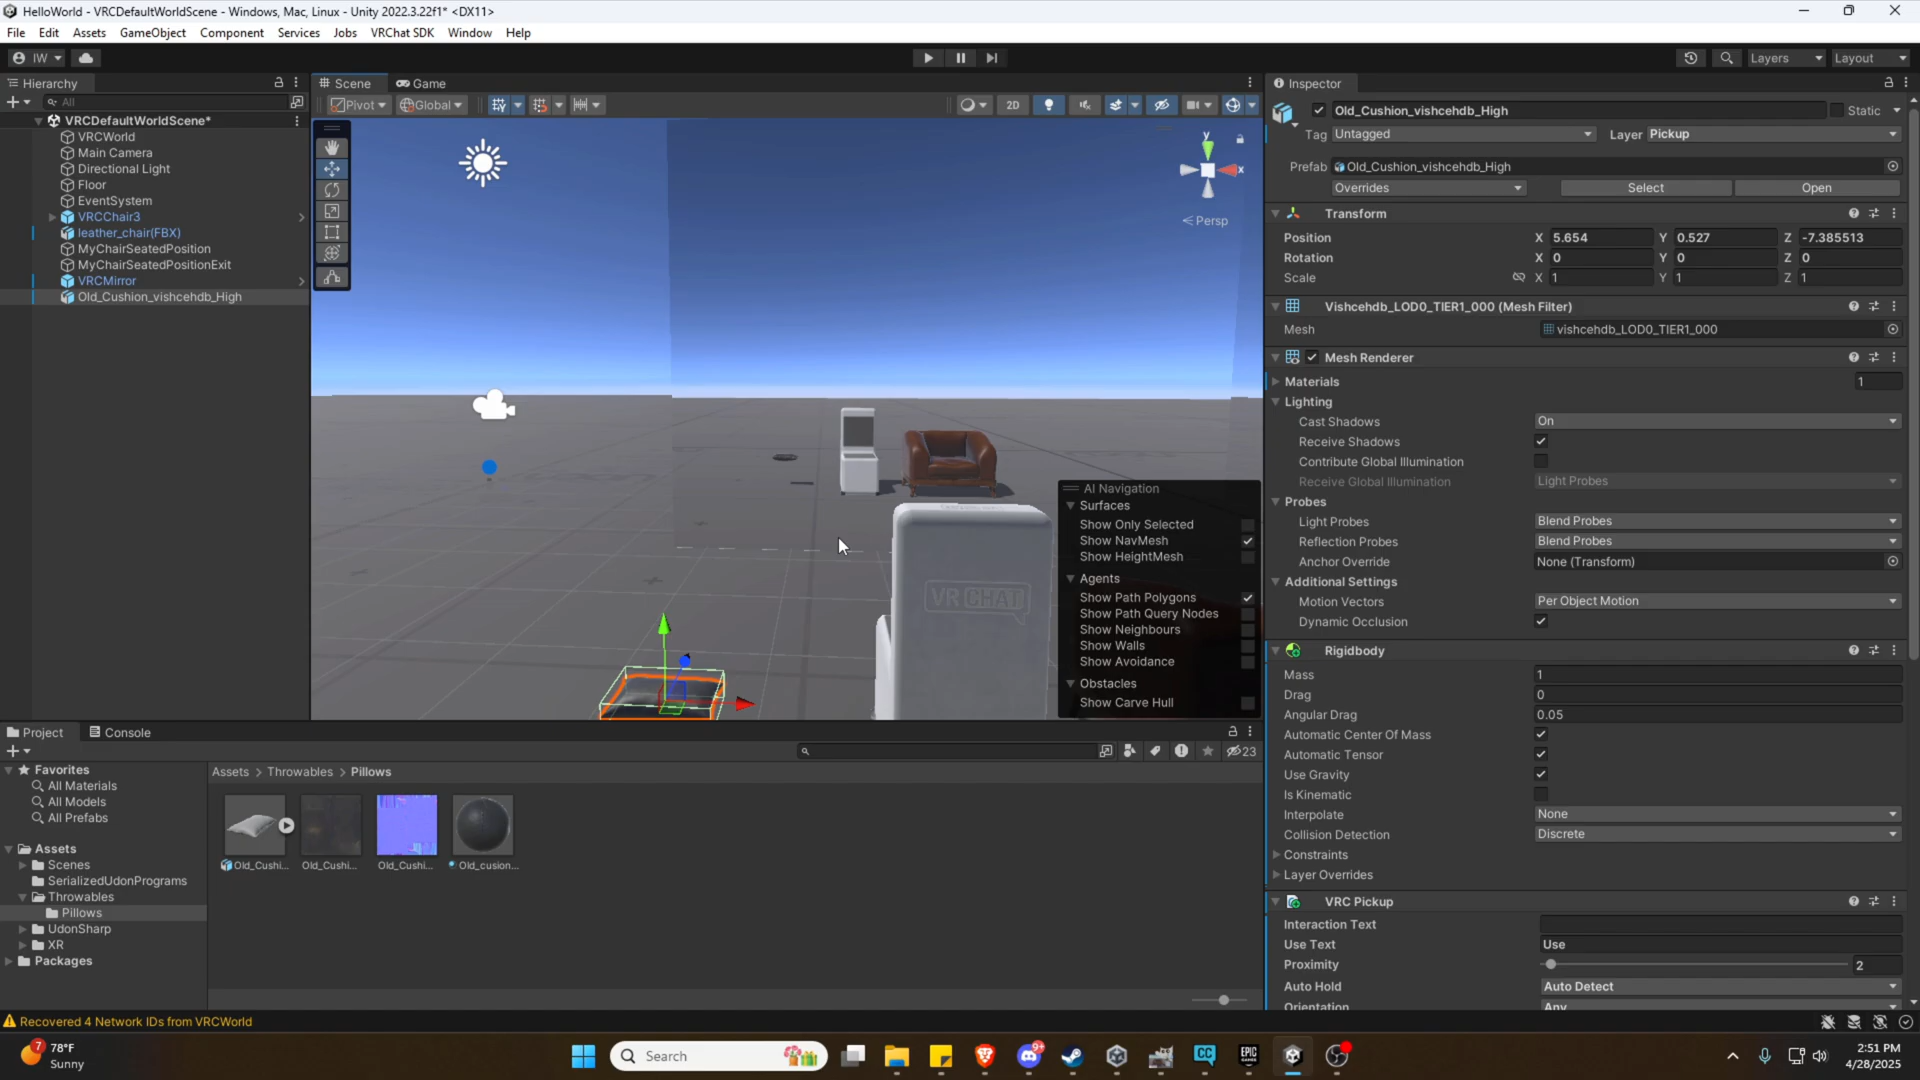 HelloWorld - VRCDefaultWorldScene - Windows, Mac, Linux - Unity 2022.3.22f1* <DX11>
File Edit Assets GameObject Component Services Jobs VRChat SDK Window Help
IW Layers Layout
Hierarchy
All
VRCDefaultWorldScene*
VRCWorld
Main Camera
Directional Light
Floor
EventSystem
VRCChair3
leather_chair(FBX)
MyChairSeatedPosition
MyChairSeatedPositionExit
VRCMirror
Old_Cushion_vishcehdb_High
Scene Game
Pivot Global 2D
y
x
Persp
VRCHAT
AI Navigation
Surfaces
Show Only Selected
Show NavMesh
Show HeightMesh
Agents
Show Path Polygons
Show Path Query Nodes
Show Neighbours
Show Walls
Show Avoidance
Obstacles
Show Carve Hull
Inspector
Old_Cushion_vishcehdb_High Static
Tag Untagged Layer Pickup
Prefab Old_Cushion_vishcehdb_High
Overrides Select Open
Transform
Position X 5.654 Y 0.527 Z -7.385513
Rotation X 0 Y 0 Z 0
Scale X 1 Y 1 Z 1
Vishcehdb_LOD0_TIER1_000 (Mesh Filter)
Mesh vishcehdb_LOD0_TIER1_000
Mesh Renderer
Materials 1
Lighting
Cast Shadows On
Receive Shadows
Contribute Global Illumination
Receive Global Illumination Light Probes
Probes
Light Probes Blend Probes
Reflection Probes Blend Probes
Anchor Override None (Transform)
Additional Settings
Motion Vectors Per Object Motion
Dynamic Occlusion
Rigidbody
Mass 1
Drag 0
Angular Drag 0.05
Automatic Center Of Mass
Automatic Tensor
Use Gravity
Is Kinematic
Interpolate None
Collision Detection Discrete
Constraints
Layer Overrides
VRC Pickup
Interaction Text
Use Text Use
Proximity 2
Auto Hold Auto Detect
Orientation Any
Project Console
23
Favorites
All Materials
All Models
All Prefabs
Assets
Scenes
SerializedUdonPrograms
Throwables
Pillows
UdonSharp
XR
Packages
Assets > Throwables > Pillows
Old_Cushi... Old_Cushi... Old_Cushi... Old_cusion...
Recovered 4 Network IDs from VRCWorld
7 78°F
Sunny
Search
9+
CC
EPIC GAMES
2:51 PM
4/28/2025